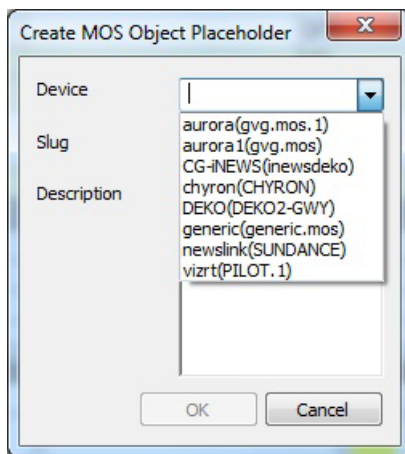 Create MOS Object Placeholder
Device
aurora(gvg.mos.1)
aurora1(gvg.mos)
Slug
CG-iNEWS(inewsdeko)
chyron(CHYRON)
Description
DEKO(DEKO2-GWY)
generic(generic.mos)
newslink(SUNDANCE)
vizrt(PILOT.1)
OK
Cancel